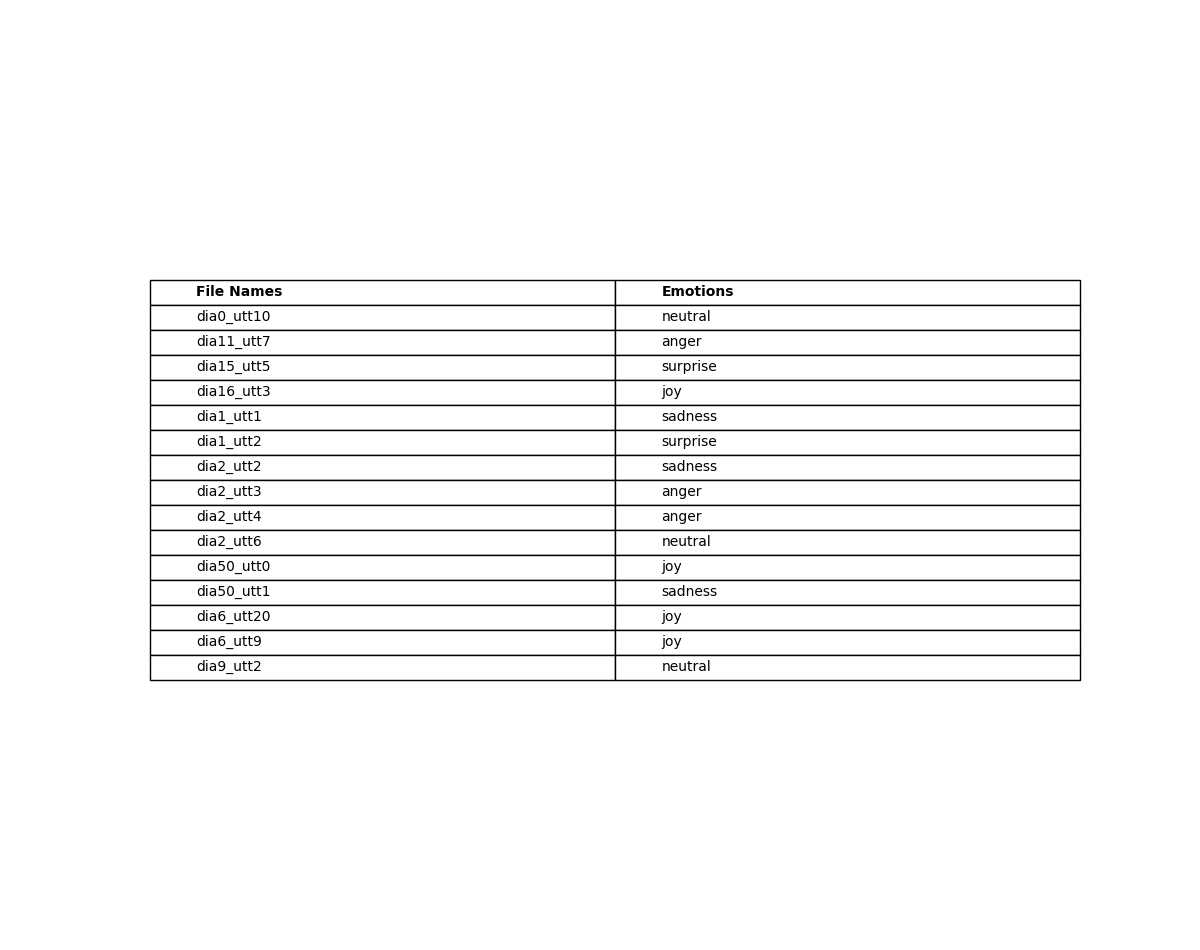 File Names Emotions
dia0_utt10 neutral
dia11_utt7 anger
dia15_utt5 surprise
dia16_utt3 joy
dia1_utt1 sadness
dia1_utt2 surprise
dia2_utt2 sadness
dia2_utt3 anger
dia2_utt4 anger
dia2_utt6 neutral
dia50_utt0 joy
dia50_utt1 sadness
dia6_utt20 joy
dia6_utt9 joy
dia9_utt2 neutral